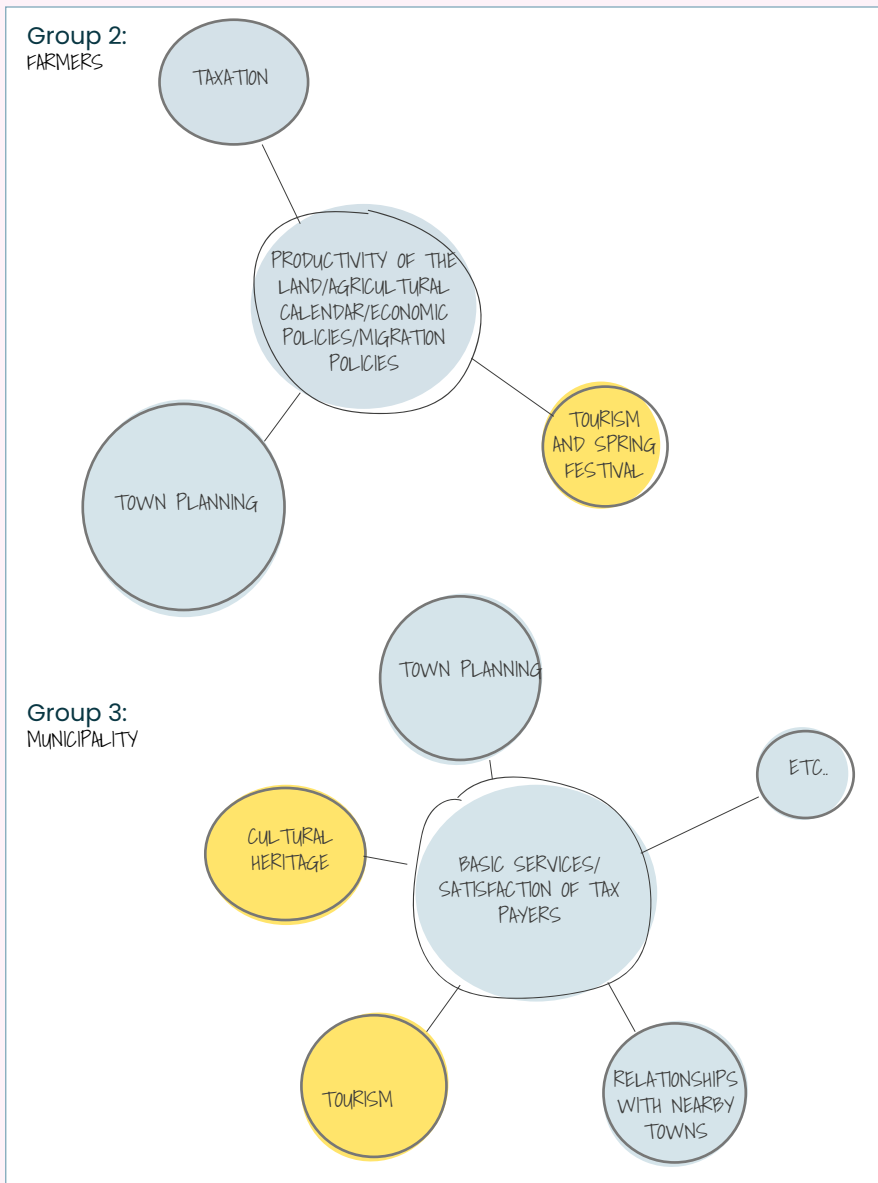 Group 2:
FARMERS
TAXATION
PRODUCTIVITY OF THE
LAND/AGRICULTURAL
CALENDAR/ECONOMIC
POLICIES/MIGRATION
POLICIES
TOURISM
AND SPRING
FESTIVAL
TOWN PLANNING
TOWN PLANNING
Group 3:
MUNICIPALITY
ETC..
CULTURAL
HERITAGE
BASIC SERVICES/
SATISFACTION OF TAX
PAYERS
TOURISM
RELATIONSHIPS
WITH NEARBY
TOWNS